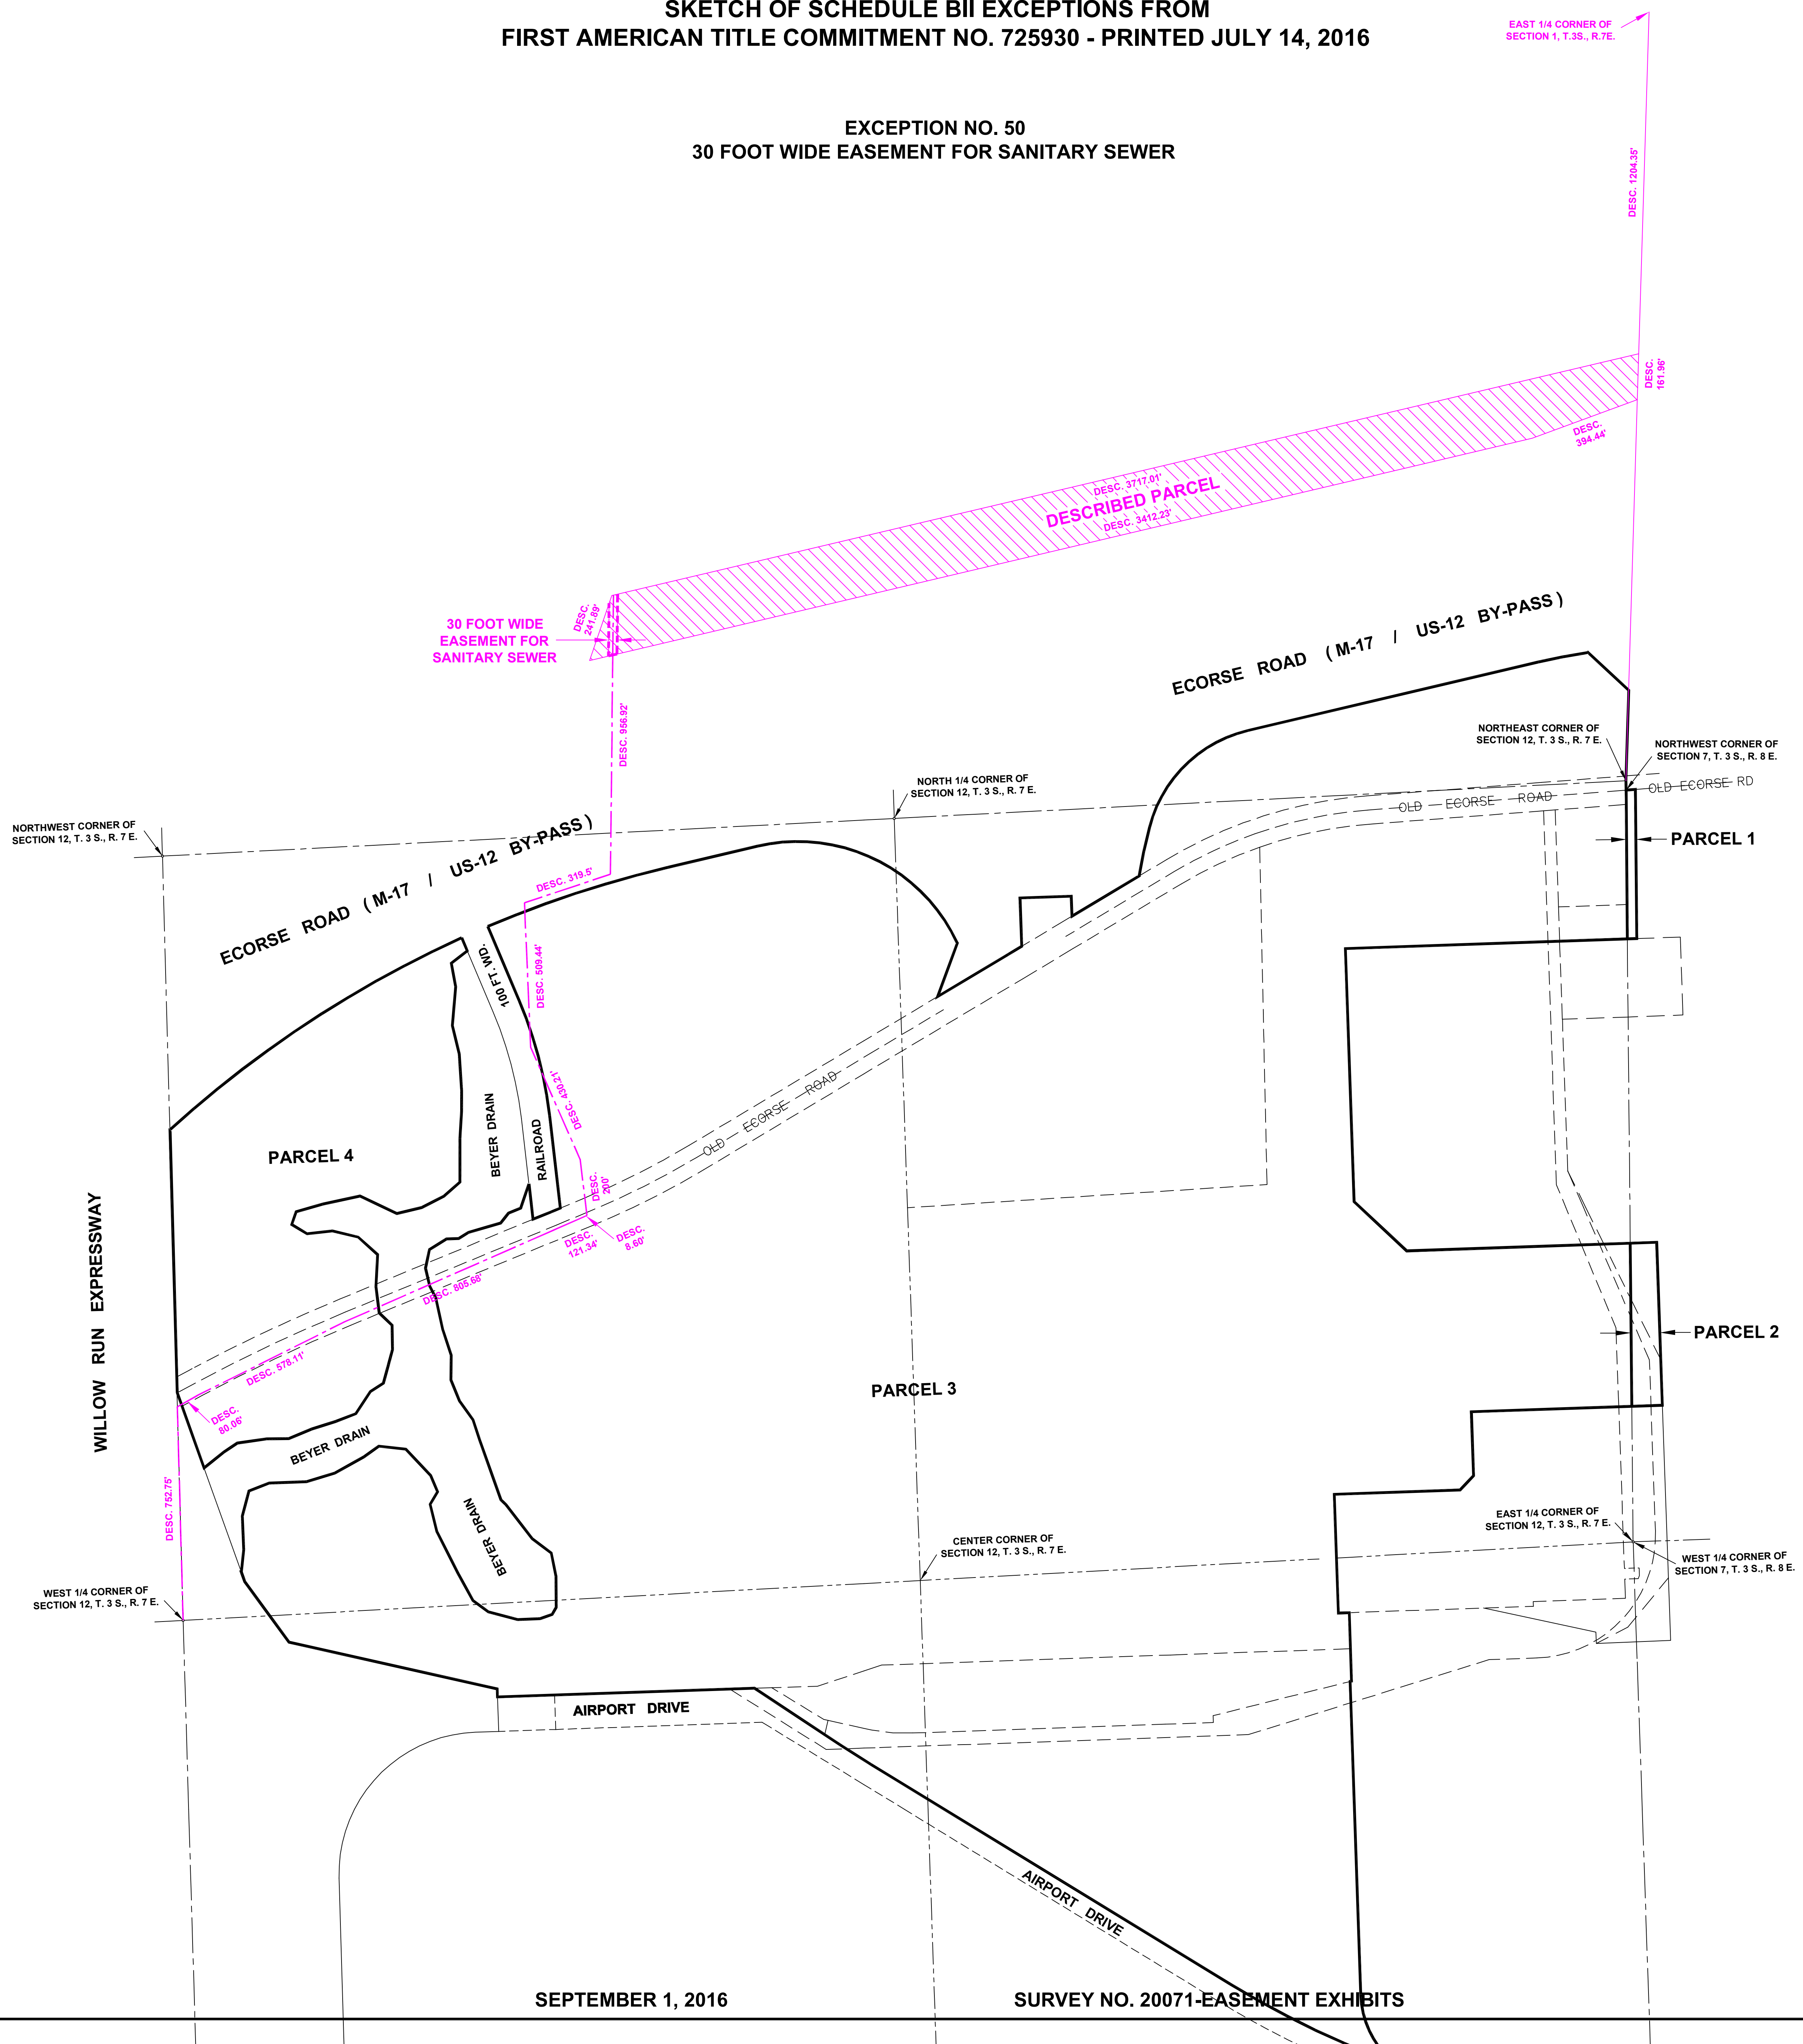 SKETCH OF SCHEDULE BII EXCEPTIONS FROM
FIRST AMERICAN TITLE COMMITMENT NO. 725930 - PRINTED JULY 14, 2016
EAST 1/4 CORNER OF
SECTION 1, T.3S., R.7E.
EXCEPTION NO. 50
30 FOOT WIDE EASEMENT FOR SANITARY SEWER
DESC. 1204.35'
DESC.
161.96'
DESC.
394.44'
DESC. 3717.01'
DESCRIBED PARCEL
DESC. 3412.23'
DESC.
241.89'
30 FOOT WIDE
EASEMENT FOR
SANITARY SEWER
ECORSE ROAD ( M-17 / US-12 BY-PASS )
DESC. 956.92'
NORTHEAST CORNER OF
SECTION 12, T. 3 S., R. 7 E.
NORTHWEST CORNER OF
SECTION 7, T. 3 S., R. 8 E.
NORTH 1/4 CORNER OF
SECTION 12, T. 3 S., R. 7 E.
OLD ECORSE ROAD
OLD ECORSE RD
NORTHWEST CORNER OF
SECTION 12, T. 3 S., R. 7 E.
PARCEL 1
ECORSE ROAD ( M-17 / US-12 BY-PASS )
DESC. 319.5'
100 FT. WD.
DESC. 509.44'
DESC. 430.21'
OLD ECORSE ROAD
BEYER DRAIN
RAILROAD
PARCEL 4
DESC.
200'
DESC.
121.34'
DESC.
8.60'
DESC. 805.68'
WILLOW RUN EXPRESSWAY
DESC. 578.11'
PARCEL 2
PARCEL 3
DESC.
80.06'
BEYER DRAIN
DESC. 752.75'
BEYER DRAIN
EAST 1/4 CORNER OF
SECTION 12, T. 3 S., R. 7 E.
CENTER CORNER OF
SECTION 12, T. 3 S., R. 7 E.
WEST 1/4 CORNER OF
SECTION 7, T. 3 S., R. 8 E.
WEST 1/4 CORNER OF
SECTION 12, T. 3 S., R. 7 E.
AIRPORT DRIVE
AIRPORT DRIVE
SEPTEMBER 1, 2016
SURVEY NO. 20071-EASEMENT EXHIBITS